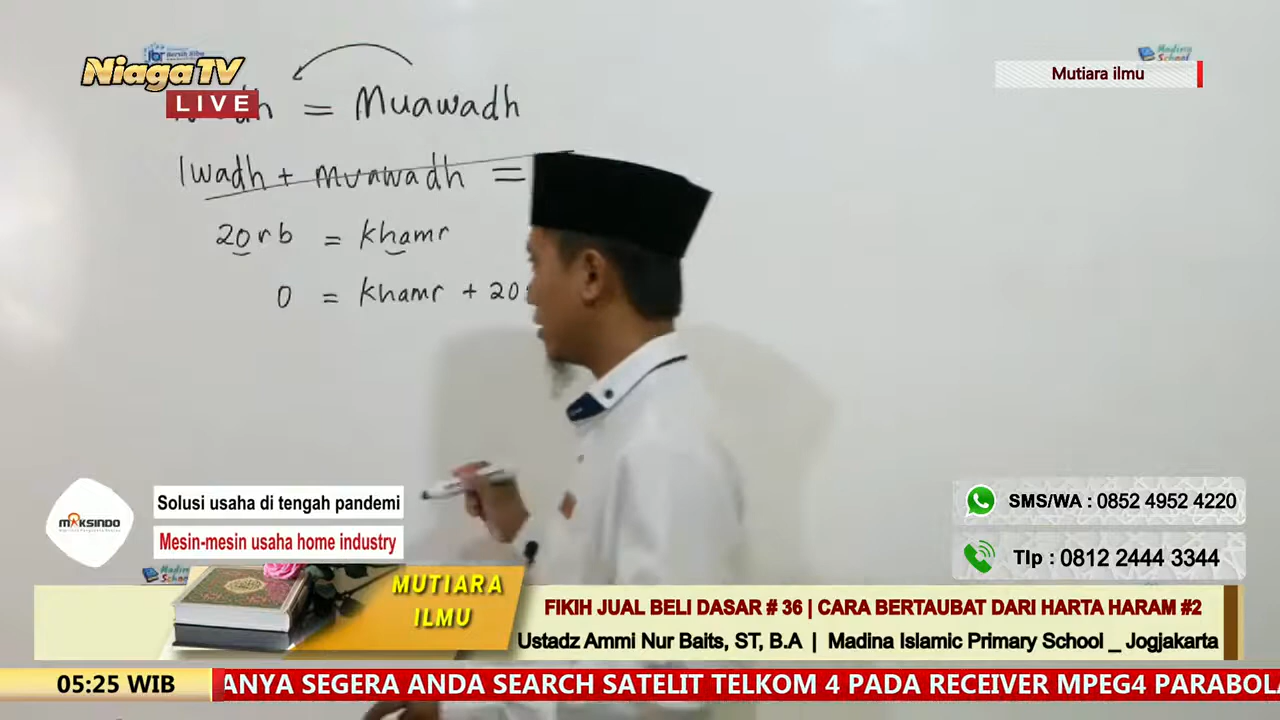 NiagaTV
LIVE
Mutiara ilmu
Madina
School
= Muawadh
Iwadh + muawadh =
20rb = khamr
0 = khamr + 20
MAKSINDO
Solusi usaha di tengah pandemi
Mesin-mesin usaha home industry
SMS/WA : 0852 4952 4220
Tlp : 0812 2444 3344
MUTIARA
ILMU
FIKIH JUAL BELI DASAR # 36 | CARA BERTAUBAT DARI HARTA HARAM #2
Ustadz Ammi Nur Baits, ST, B.A | Madina Islamic Primary School _ Jogjakarta
05:25 WIB
ANYA SEGERA ANDA SEARCH SATELIT TELKOM 4 PADA RECEIVER MPEG4 PARABOLA